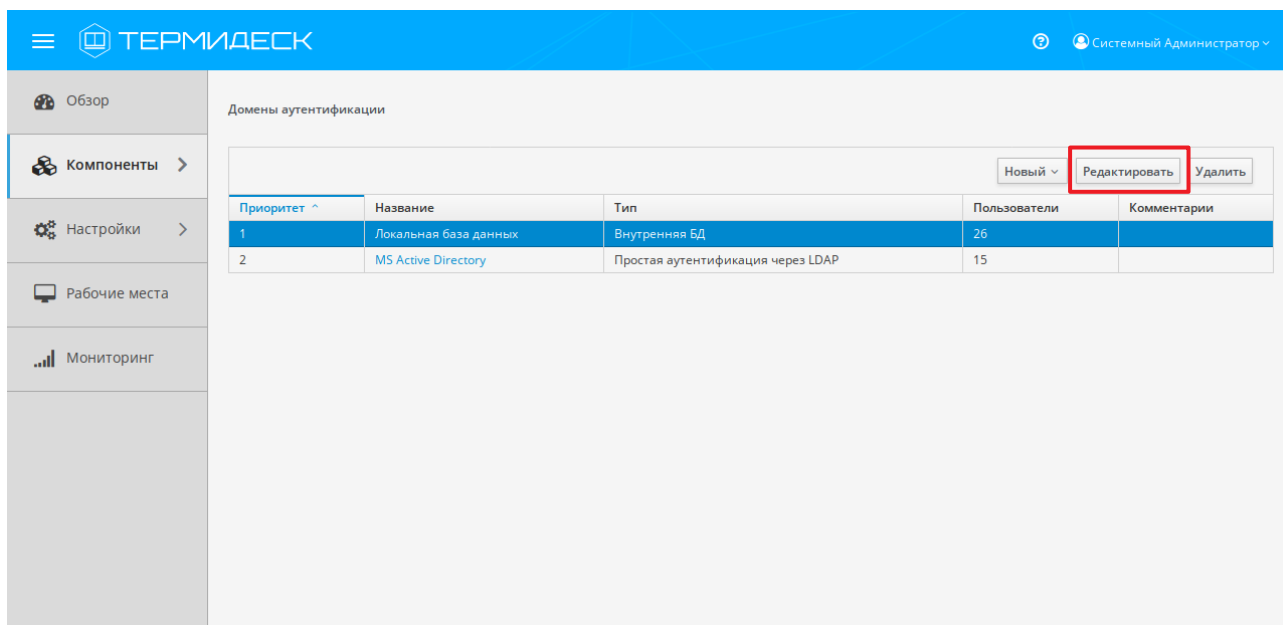 ТЕРМИДЕСК
Системный Администратор
Обзор
Компоненты
Настройки
Рабочие места
Мониторинг
Домены аутентификации
Новый Редактировать Удалить
Приоритет Название Тип Пользователи Комментарии
1 Локальная база данных Внутренняя БД 26
2 MS Active Directory Простая аутентификация через LDAP 15